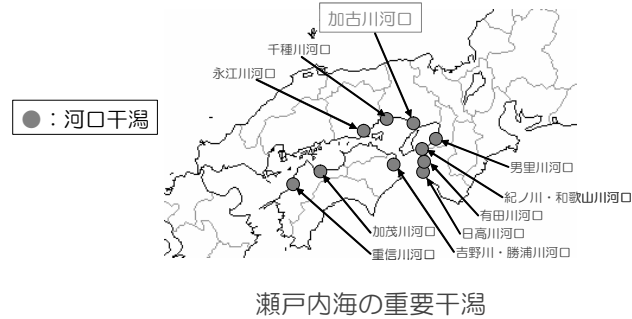 加古川河口
千種川河口
永江川河口
●：河口干潟
男里川河口
紀ノ川・和歌山川河口
有田川河口
日高川河口
加茂川河口
重信川河口
吉野川・勝浦川河口
瀬戸内海の重要干潟